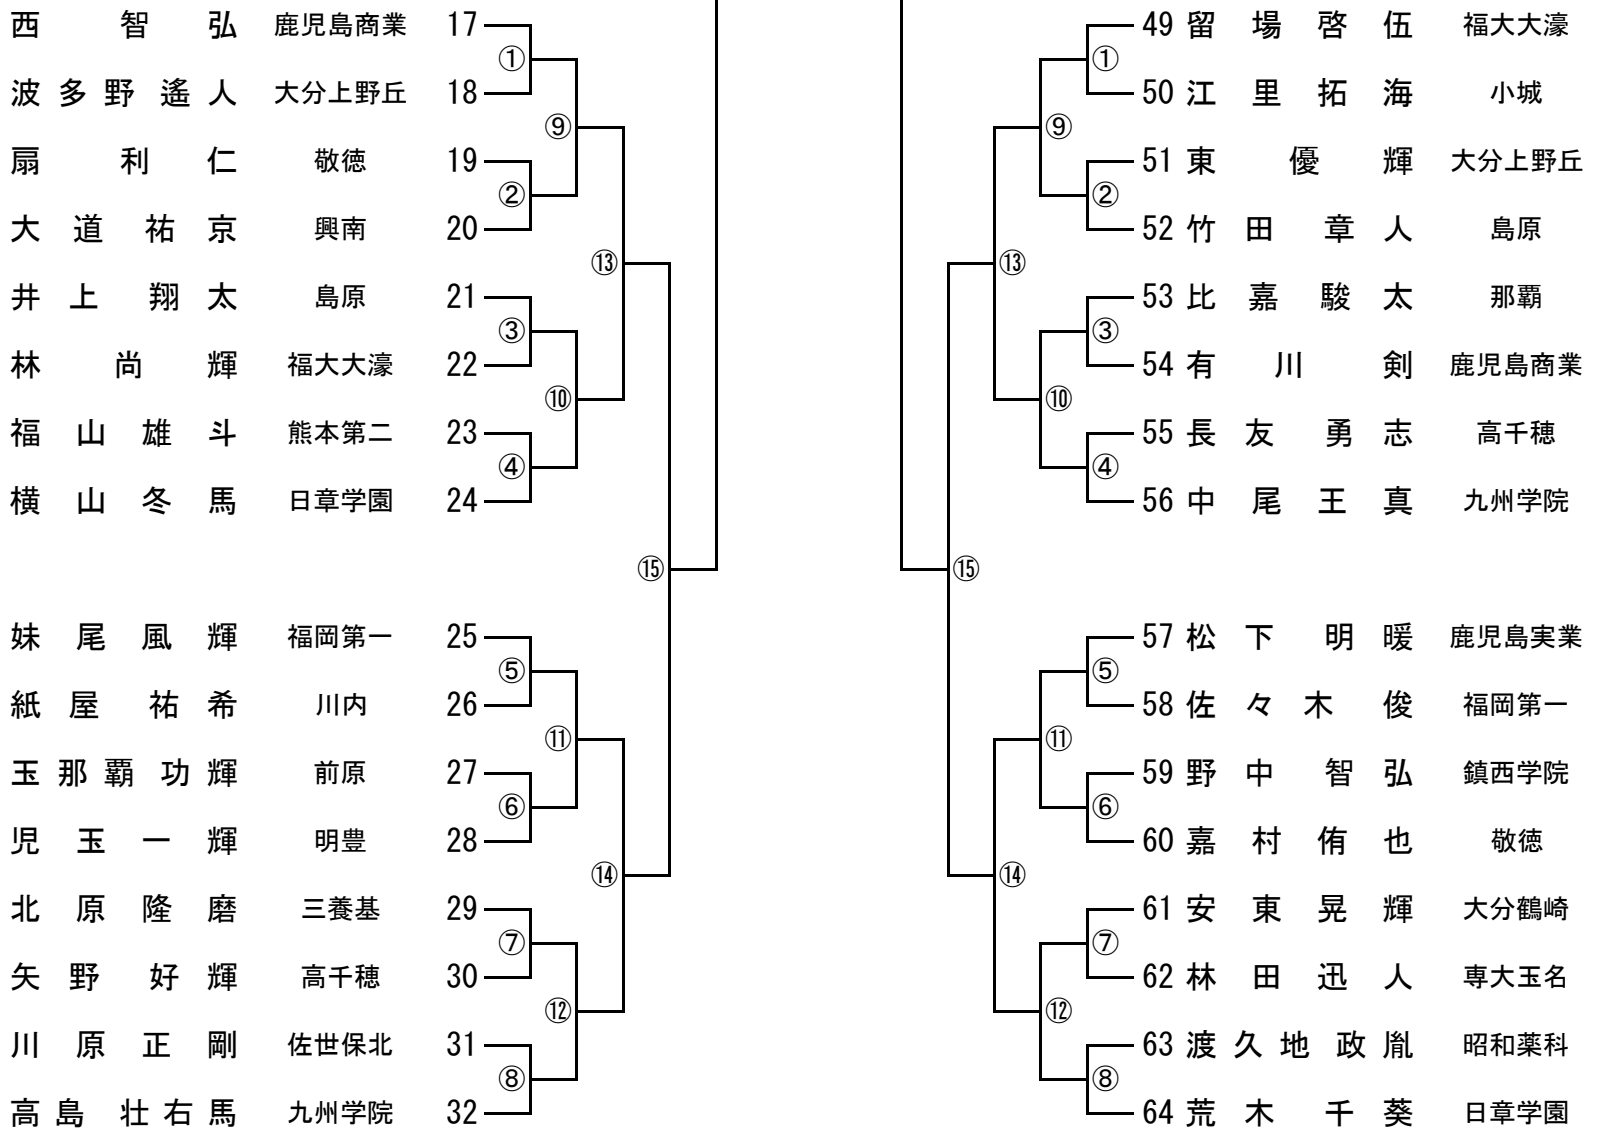 西 智 弘 鹿児島商業 17
①
波 多 野 遙 人 大分上野丘 18
⑨
扇 利 仁 敬徳 19
②
大 道 祐 京 興南 20
⑬
井 上 翔 太 島原 21
③
林 尚 輝 福大大濠 22
⑩
福 山 雄 斗 熊本第二 23
④
横 山 冬 馬 日章学園 24
⑮
妹 尾 風 輝 福岡第一 25
⑤
紙 屋 祐 希 川内 26
⑪
玉 那 覇 功 輝 前原 27
⑥
児 玉 一 輝 明豊 28
⑭
北 原 隆 磨 三養基 29
⑦
矢 野 好 輝 高千穂 30
⑫
川 原 正 剛 佐世保北 31
⑧
高 島 壮 右 馬 九州学院 32
49 留 場 啓 伍 福大大濠
①
50 江 里 拓 海 小城
⑨
51 東 優 輝 大分上野丘
②
52 竹 田 章 人 島原
⑬
53 比 嘉 駿 太 那覇
③
54 有 川 剣 鹿児島商業
⑩
55 長 友 勇 志 高千穂
④
56 中 尾 王 真 九州学院
⑮
57 松 下 明 暖 鹿児島実業
⑤
58 佐 々 木 俊 福岡第一
⑪
59 野 中 智 弘 鎮西学院
⑥
60 嘉 村 侑 也 敬徳
⑭
61 安 東 晃 輝 大分鶴崎
⑦
62 林 田 迅 人 専大玉名
⑫
63 渡 久 地 政 胤 昭和薬科
⑧
64 荒 木 千 葵 日章学園